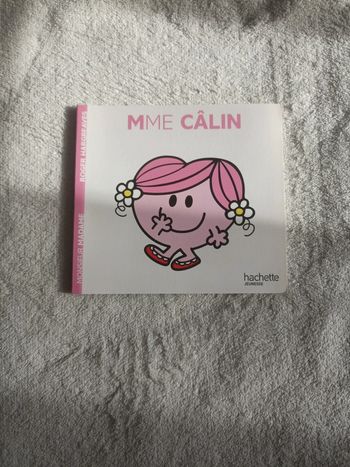 MME CÂLIN
MONSIEUR MADAME
ROGER HARGREAVES
hachette
JEUNESSE